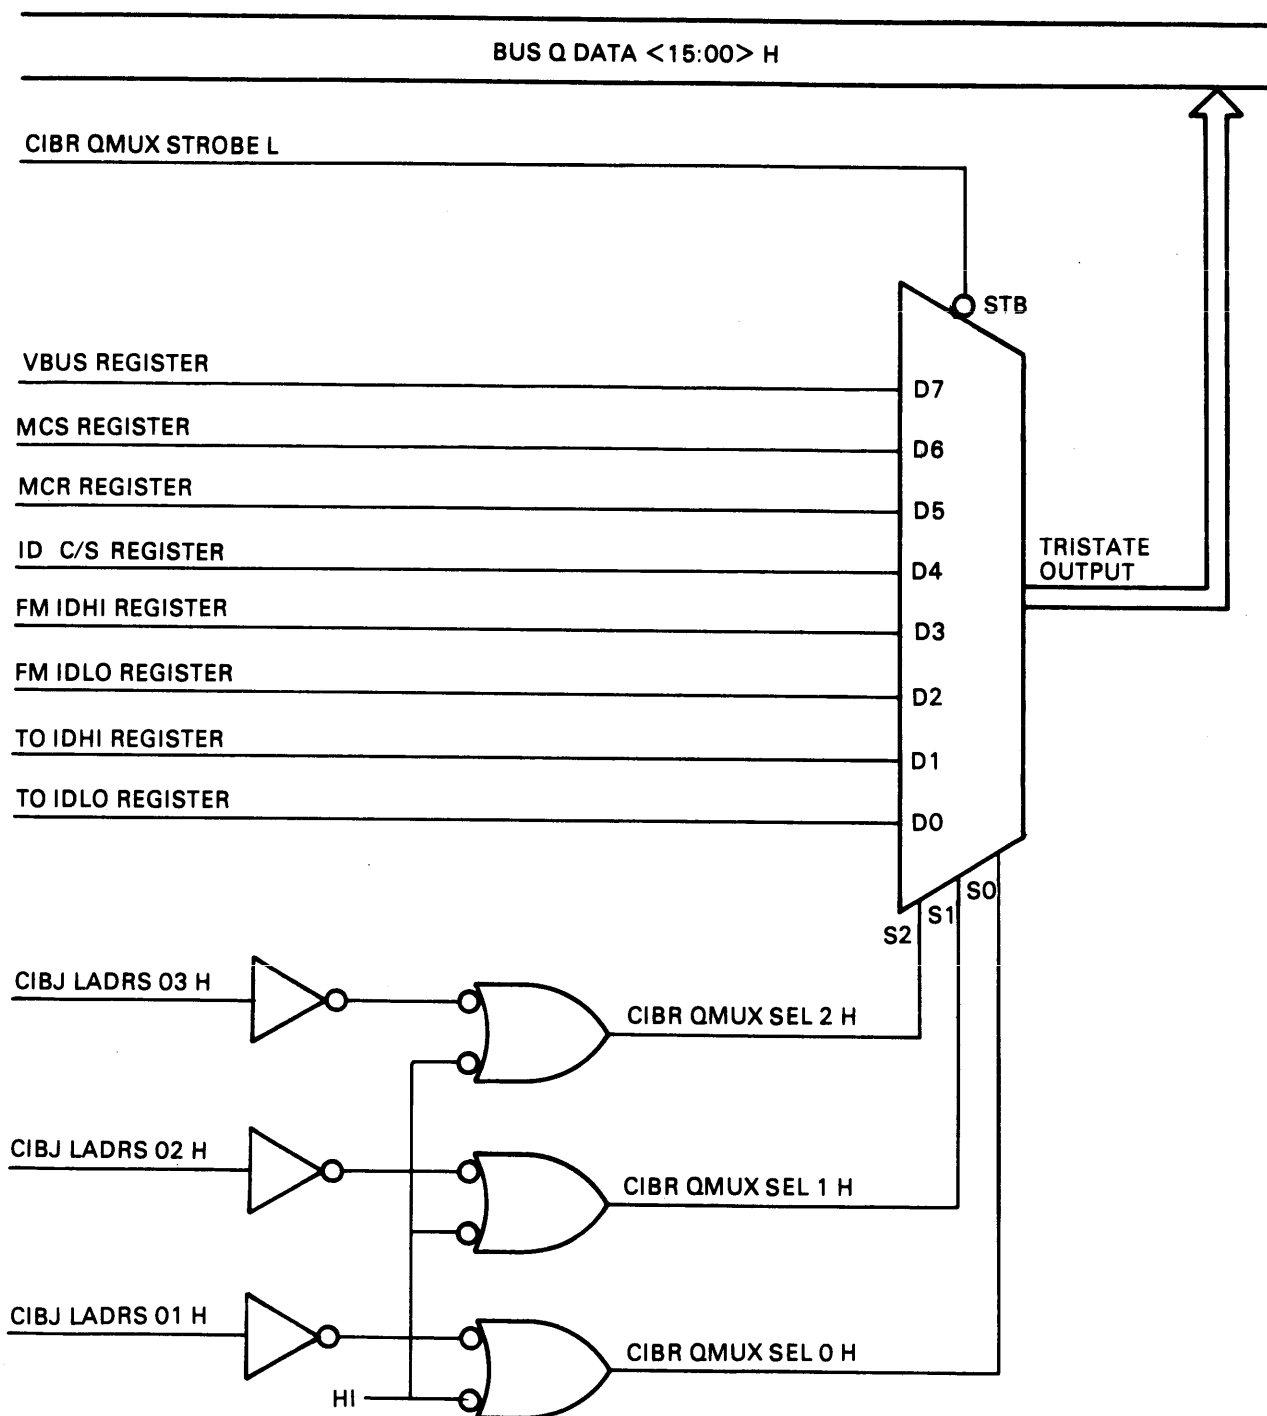 BUS Q DATA <15:00> H
CIBR QMUX STROBE L
STB
VBUS REGISTER
D7
MCS REGISTER
D6
MCR REGISTER
D5
ID C/S REGISTER
D4
TRISTATE
OUTPUT
FM IDHI REGISTER
D3
FM IDLO REGISTER
D2
TO IDHI REGISTER
D1
TO IDLO REGISTER
D0
S0
S1
S2
CIBJ LADRS 03 H
CIBR QMUX SEL 2 H
CIBJ LADRS 02 H
CIBR QMUX SEL 1 H
CIBJ LADRS 01 H
CIBR QMUX SEL 0 H
HI